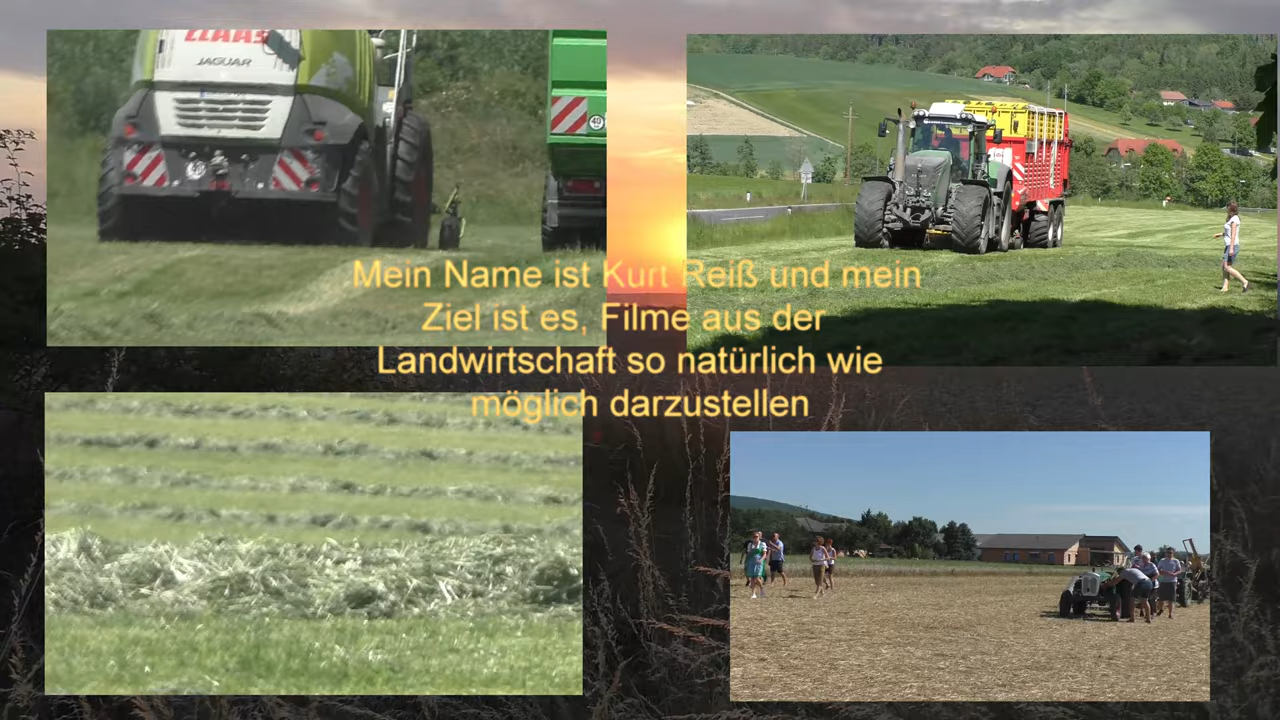 CLAAS
JAGUAR
40
Mein Name ist Kurt Reiß und mein
Ziel ist es, Filme aus der
Landwirtschaft so natürlich wie
möglich darzustellen